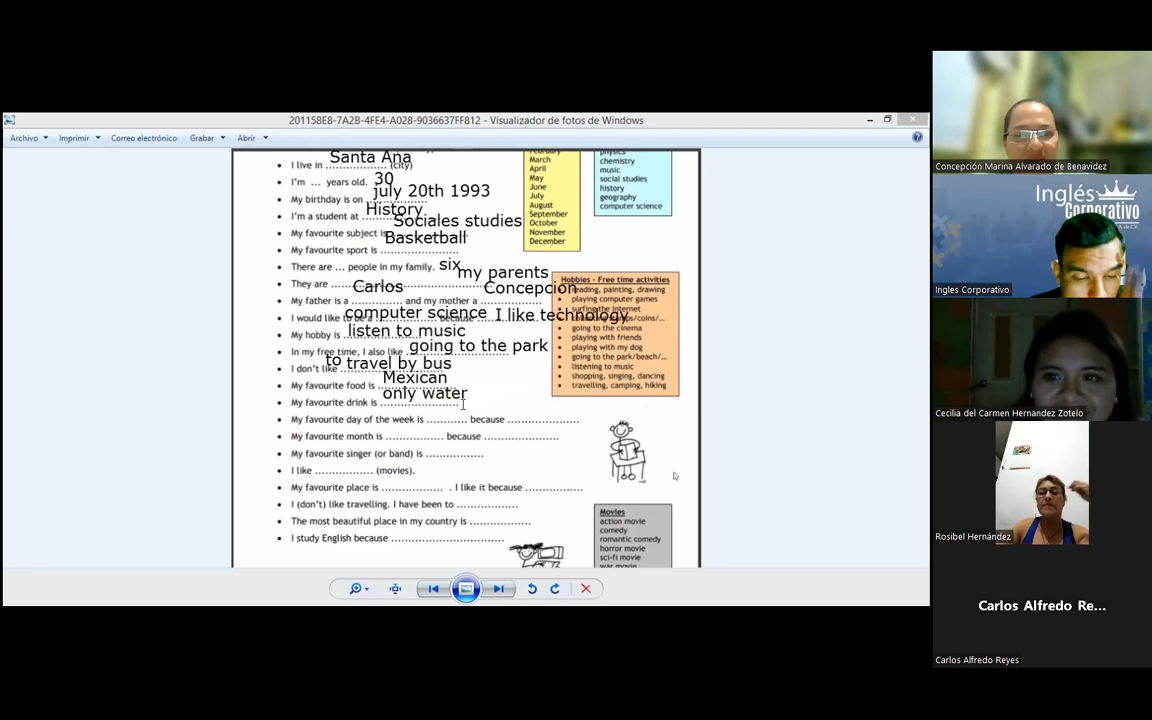 201158E8-7A2B-4FE4-A028-9036637FF812 - Visualizador de fotos de Windows
Archivo Imprimir Correo electrónico Grabar Abrir
I live in .................. (city)
Santa Ana
I'm ... years old.
30
My birthday is on
july 20th 1993
I'm a student at
History
My favourite subject is
Sociales studies
My favourite sport is ........................
Basketball
There are ... people in my family.
six
They are
my parents
My father is a .............. and my mother a .................
Carlos
Concepcion
I would like to be a because
computer science
I like technology
My hobby is
listen to music
In my free time, I also like
going to the park
I don't like
to travel by bus
My favourite food is
Mexican
My favourite drink is ........................
only water
My favourite day of the week is ............ because .....................
My favourite month is ................. because ......................
My favourite singer (or band) is .................
I like ................. (movies).
My favourite place is .................. . I like it because .................
I (don't) like travelling. I have been to .................
The most beautiful place in my country is .................
I study English because .................................
March
April
May
June
July
August
September
October
November
December
physics
chemistry
music
social studies
history
geography
computer science
Hobbies - Free time activities
reading, painting, drawing
playing computer games
surfing the Internet
going to the cinema
playing with friends
playing with my dog
going to the park/beach/...
listening to music
shopping, singing, dancing
travelling, camping, hiking
Movies
action movie
comedy
romantic comedy
horror movie
sci-fi movie
war movie
Concepción Marina Alvarado de Benavidez
Inglés
Corporativo
S.A. de C.V.
Ingles Corporativo
Cecilia del Carmen Hernandez Zotelo
Rosibel Hernández
Carlos Alfredo Re...
Carlos Alfredo Reyes